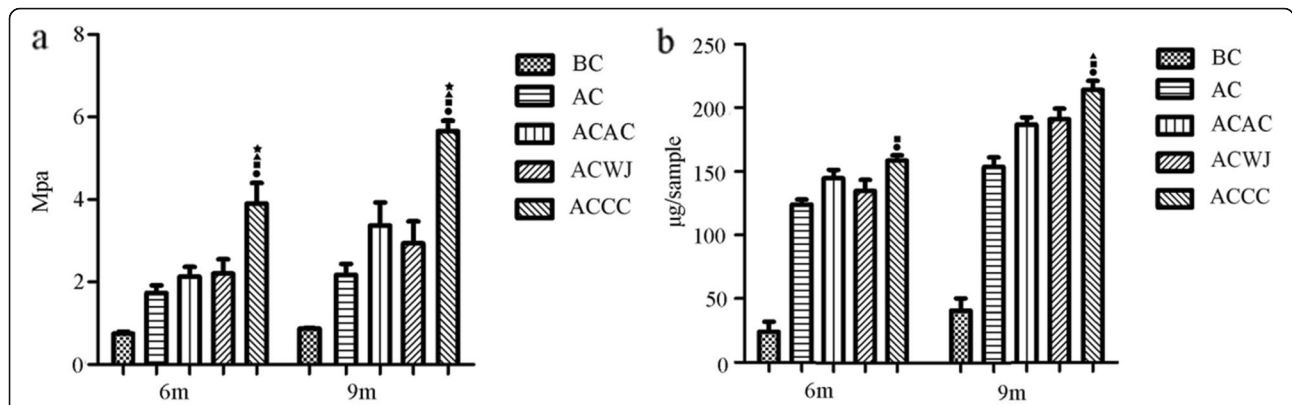 a
8
6
4
2
0
Mpa
6m 9m
BC
AC
ACAC
ACWJ
ACCC
b
250
200
150
100
50
0
µg/sample
6m 9m
BC
AC
ACAC
ACWJ
ACCC